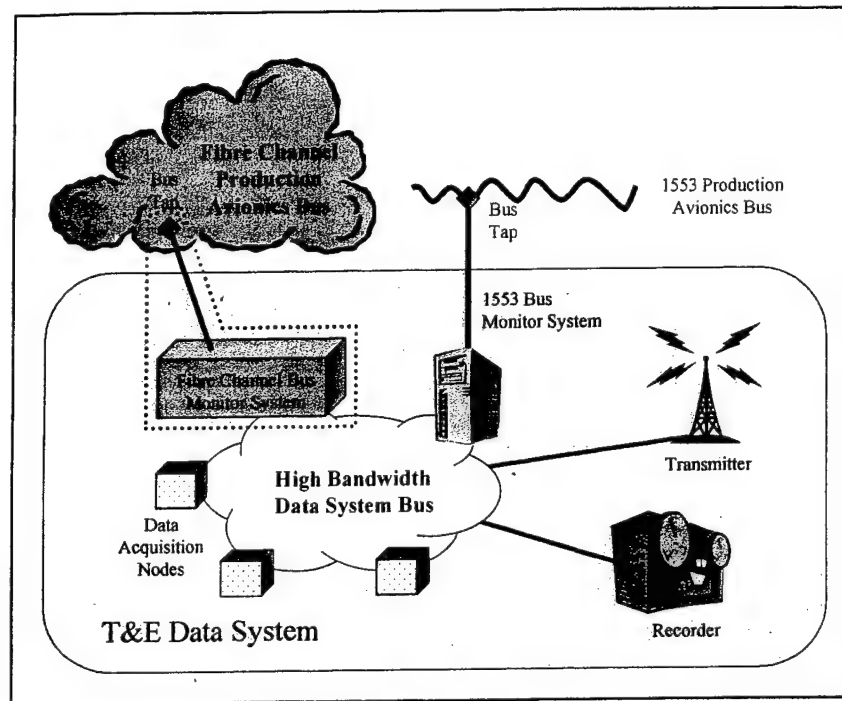 Fibre Channel
Production
Avionics Bus
Bus
Tap
Bus
Tap
1553 Production
Avionics Bus
1553 Bus
Monitor System
Fibre Channel Bus
Monitor System
Transmitter
High Bandwidth
Data System Bus
Data
Acquisition
Nodes
T&E Data System
Recorder